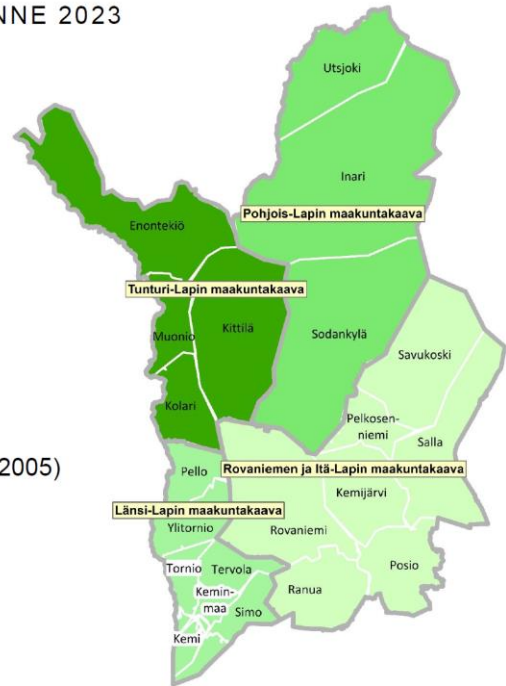 NNE 2023
Utsjoki
Inari
Pohjois-Lapin maakuntakaava
Enontekiö
Tunturi-Lapin maakuntakaava
Muonio
Kittilä
Sodankylä
Savukoski
Kolari
Pelkosen-
niemi
Salla
2005)
Pello
Rovaniemen ja Itä-Lapin maakuntakaava
Kemijärvi
Länsi-Lapin maakuntakaava
Ylitornio
Rovaniemi
Tornio
Tervola
Posio
Kemin-
maa
Ranua
Simo
Kemi